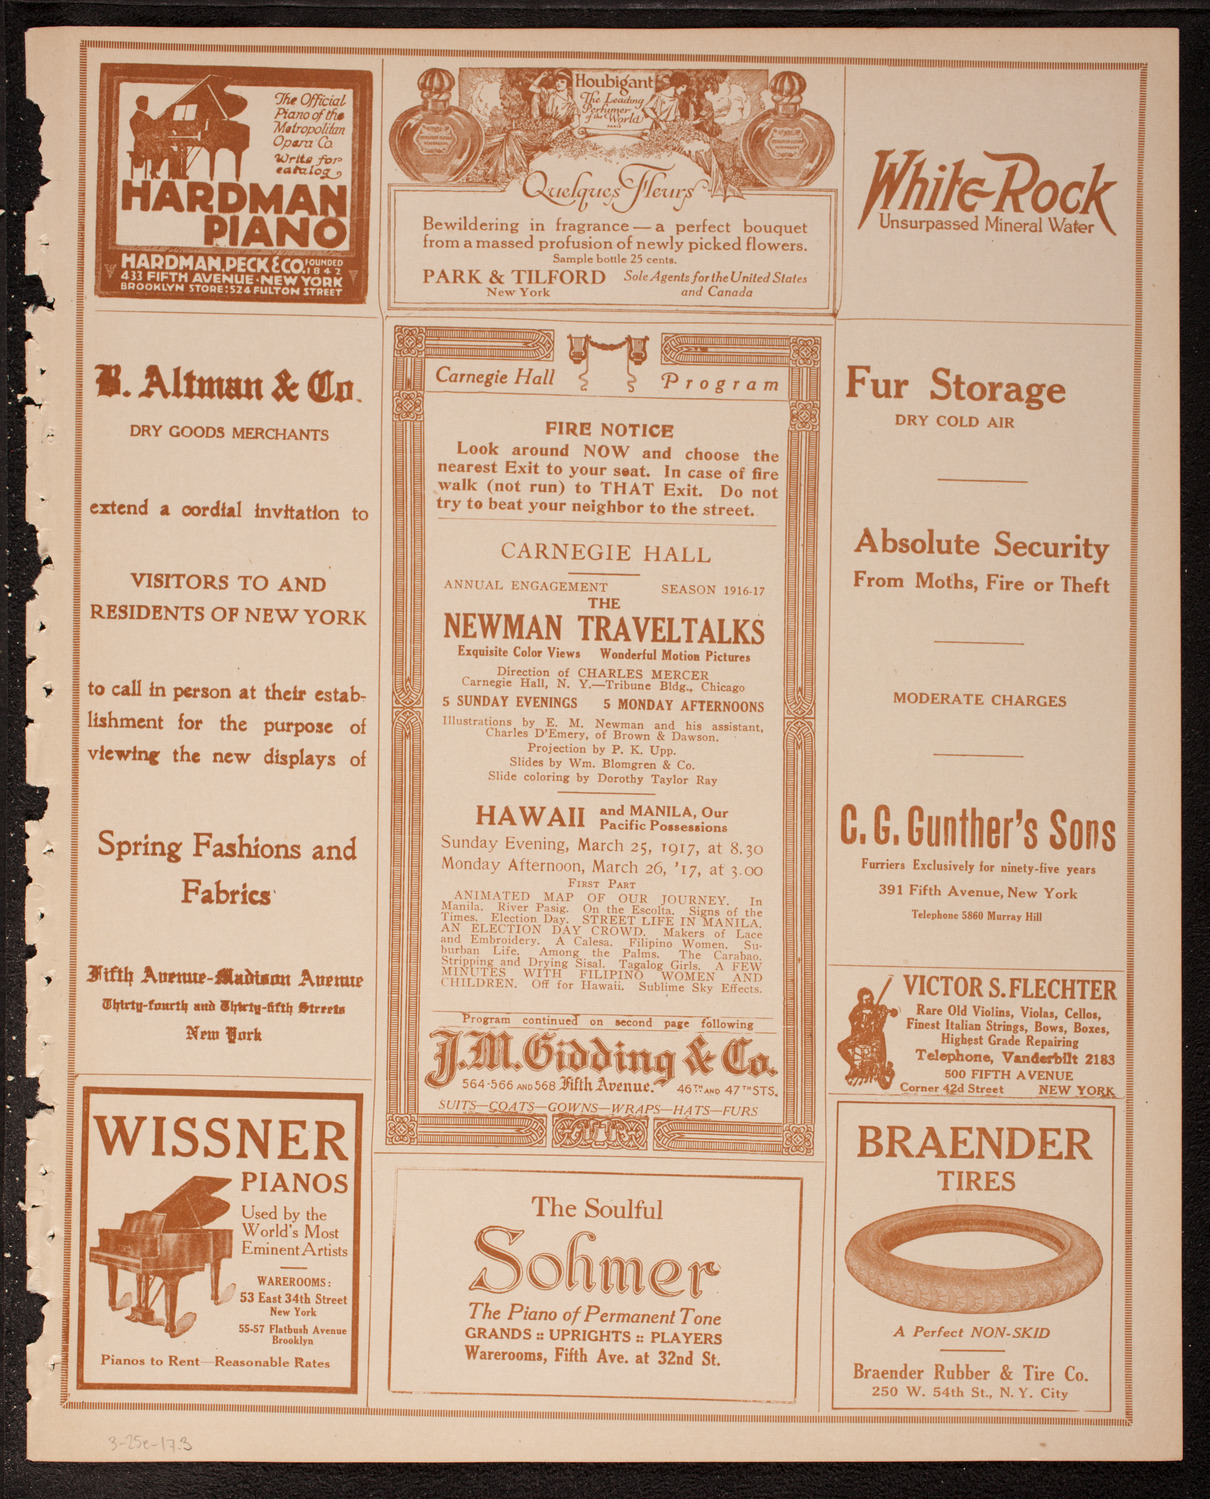 The Official
Piano of the
Metropolitan
Opera Co.
Write for
catalog
HARDMAN
PIANO
HARDMAN, PECK & CO. FOUNDED 1842
433 FIFTH AVENUE · NEW YORK
BROOKLYN STORE: 524 FULTON STREET
Houbigant
The Leading
Perfumer
of the World
PARIS
Quelques Fleurs
Bewildering in fragrance — a perfect bouquet
from a massed profusion of newly picked flowers.
Sample bottle 25 cents.
PARK & TILFORD Sole Agents for the United States
New York and Canada
White Rock
Unsurpassed Mineral Water
B. Altman & Co.
DRY GOODS MERCHANTS
extend a cordial invitation to
VISITORS TO AND
RESIDENTS OF NEW YORK
to call in person at their estab-
lishment for the purpose of
viewing the new displays of
Spring Fashions and
Fabrics
Fifth Avenue-Madison Avenue
Thirty-fourth and Thirty-fifth Streets
New York
WISSNER
PIANOS
Used by the
World's Most
Eminent Artists
WAREROOMS:
53 East 34th Street
New York
55-57 Flatbush Avenue
Brooklyn
Pianos to Rent—Reasonable Rates
Carnegie Hall Program
FIRE NOTICE
Look around NOW and choose the
nearest Exit to your seat. In case of fire
walk (not run) to THAT Exit. Do not
try to beat your neighbor to the street.
CARNEGIE HALL
ANNUAL ENGAGEMENT SEASON 1916-17
THE
NEWMAN TRAVELTALKS
Exquisite Color Views Wonderful Motion Pictures
Direction of CHARLES MERCER
Carnegie Hall, N. Y.—Tribune Bldg., Chicago
5 SUNDAY EVENINGS 5 MONDAY AFTERNOONS
Illustrations by E. M. Newman and his assistant,
Charles D'Emery, of Brown & Dawson.
Projection by P. K. Upp.
Slides by Wm. Blomgren & Co.
Slide coloring by Dorothy Taylor Ray
HAWAII and MANILA, Our
Pacific Possessions
Sunday Evening, March 25, 1917, at 8.30
Monday Afternoon, March 26, '17, at 3.00
FIRST PART
ANIMATED MAP OF OUR JOURNEY. In
Manila. River Pasig. On the Escolta. Signs of the
Times. Election Day. STREET LIFE IN MANILA.
AN ELECTION DAY CROWD. Makers of Lace
and Embroidery. A Calesa. Filipino Women. Su-
burban Life. Among the Palms. The Carabao.
Stripping and Drying Sisal. Tagalog Girls. A FEW
MINUTES WITH FILIPINO WOMEN AND
CHILDREN. Off for Hawaii. Sublime Sky Effects.
Program continued on second page following
J.M. Gidding & Co.
564-566 AND 568 Fifth Avenue. 46TH AND 47TH STS.
SUITS—COATS—GOWNS—WRAPS—HATS—FURS
The Soulful
Sohmer
The Piano of Permanent Tone
GRANDS :: UPRIGHTS :: PLAYERS
Warerooms, Fifth Ave. at 32nd St.
Fur Storage
DRY COLD AIR
Absolute Security
From Moths, Fire or Theft
MODERATE CHARGES
C. G. Gunther's Sons
Furriers Exclusively for ninety-five years
391 Fifth Avenue, New York
Telephone 5860 Murray Hill
VICTOR S. FLECHTER
Rare Old Violins, Violas, Cellos,
Finest Italian Strings, Bows, Boxes,
Highest Grade Repairing
Telephone, Vanderbilt 2183
500 FIFTH AVENUE
Corner 42d Street NEW YORK
BRAENDER
TIRES
A Perfect NON-SKID
Braender Rubber & Tire Co.
250 W. 54th St., N. Y. City
3-25e-17.3